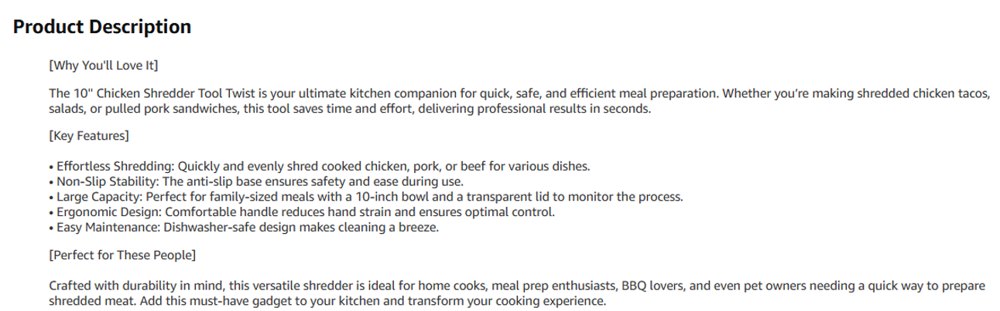 Product Description
[Why You'll Love It]
The 10" Chicken Shredder Tool Twist is your ultimate kitchen companion for quick, safe, and efficient meal preparation. Whether you’re making shredded chicken tacos,
salads, or pulled pork sandwiches, this tool saves time and effort, delivering professional results in seconds.
[Key Features]
• Effortless Shredding: Quickly and evenly shred cooked chicken, pork, or beef for various dishes.
• Non-Slip Stability: The anti-slip base ensures safety and ease during use.
• Large Capacity: Perfect for family-sized meals with a 10-inch bowl and a transparent lid to monitor the process.
• Ergonomic Design: Comfortable handle reduces hand strain and ensures optimal control.
• Easy Maintenance: Dishwasher-safe design makes cleaning a breeze.
[Perfect for These People]
Crafted with durability in mind, this versatile shredder is ideal for home cooks, meal prep enthusiasts, BBQ lovers, and even pet owners needing a quick way to prepare
shredded meat. Add this must-have gadget to your kitchen and transform your cooking experience.